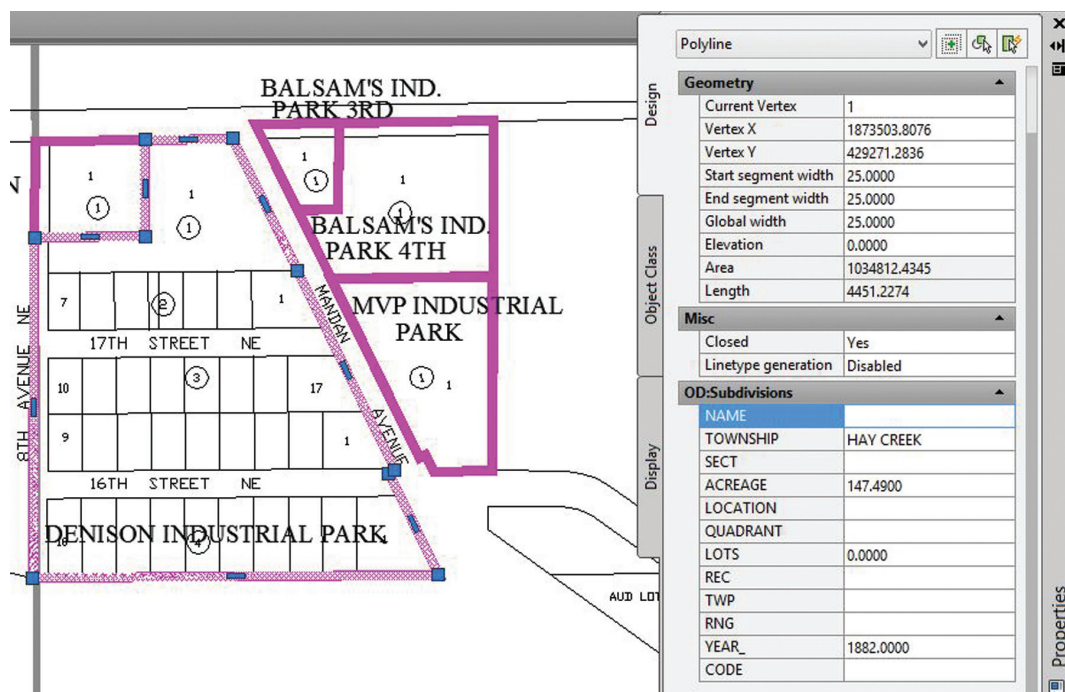 BALSAM'S IND.
PARK 3RD
1
1
1
1
1
1
1
1
BALSAM'S IND.
PARK 4TH
7
2
1
MANDAN
AVENUE
MVP INDUSTRIAL
PARK
17TH STREET NE
8TH AVENUE NE
10
3
17
1
1
9
1
16TH STREET NE
DENISON INDUSTRIAL PARK
4
AUD LOT
Design
Object Class
Display
Polyline
Geometry
Current Vertex 1
Vertex X 1873503.8076
Vertex Y 429271.2836
Start segment width 25.0000
End segment width 25.0000
Global width 25.0000
Elevation 0.0000
Area 1034812.4345
Length 4451.2274
Misc
Closed Yes
Linetype generation Disabled
OD:Subdivisions
NAME
TOWNSHIP HAY CREEK
SECT
ACREAGE 147.4900
LOCATION
QUADRANT
LOTS 0.0000
REC
TWP
RNG
YEAR_ 1882.0000
CODE
Properties